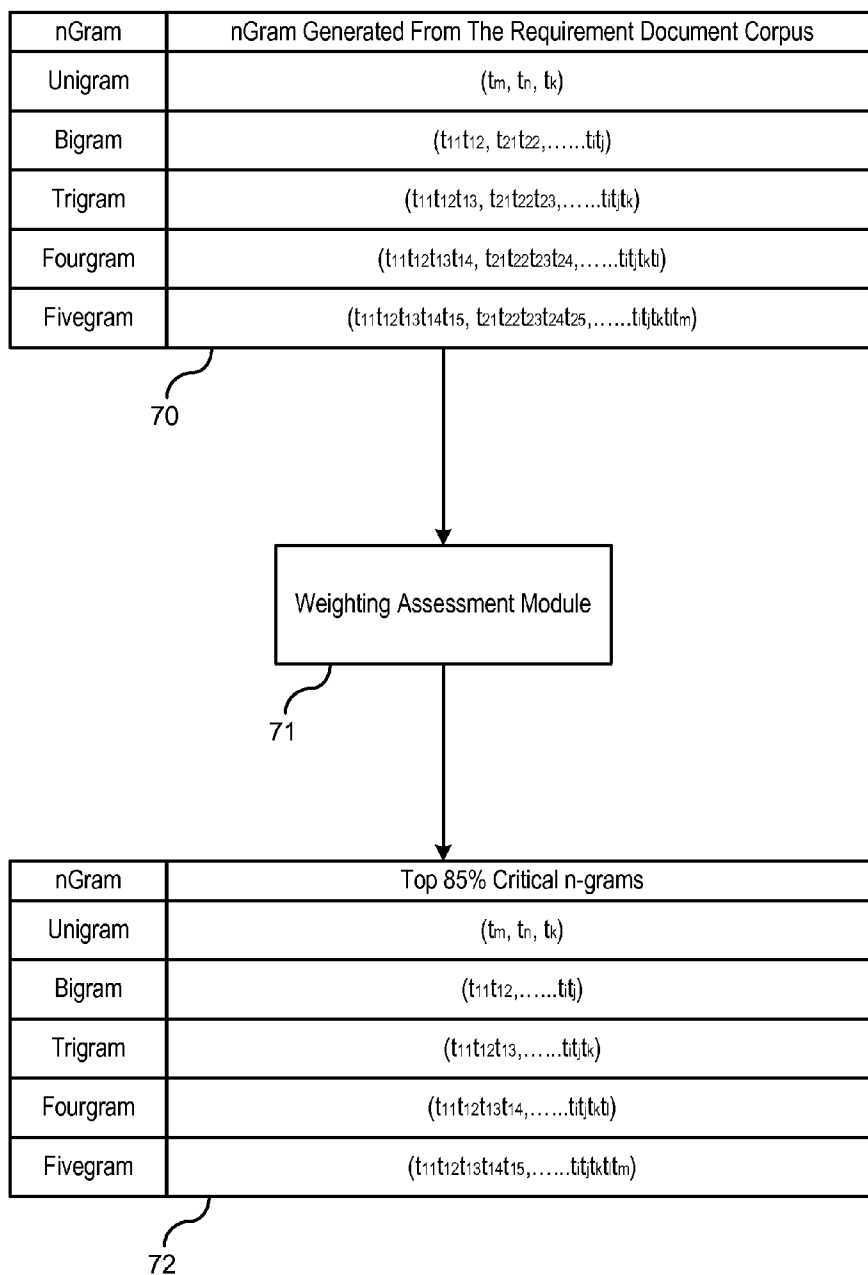 nGram nGram Generated From The Requirement Document Corpus
Unigram (tm, tn, tk)
Bigram (t11t12, t21t22,......titj)
Trigram (t11t12t13, t21t22t23,......titjtk)
Fourgram (t11t12t13t14, t21t22t23t24,......titjtktl)
Fivegram (t11t12t13t14t15, t21t22t23t24t25,......titjtktltm)
70
Weighting Assessment Module
71
nGram Top 85% Critical n-grams
Unigram (tm, tn, tk)
Bigram (t11t12,......titj)
Trigram (t11t12t13,......titjtk)
Fourgram (t11t12t13t14,......titjtktl)
Fivegram (t11t12t13t14t15,......titjtktltm)
72